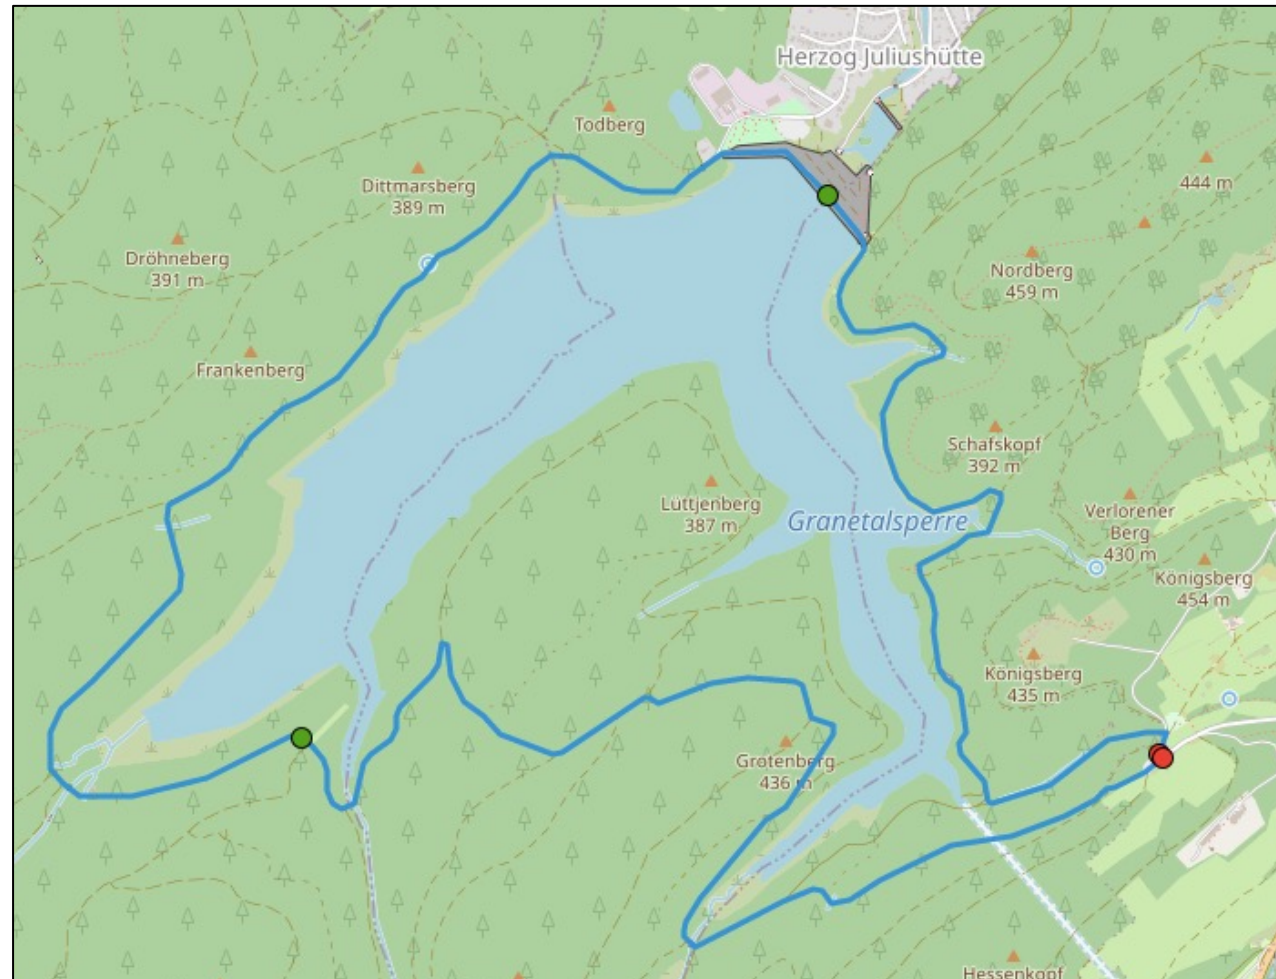 Herzog Juliushütte
Todberg
444 m
Dittmarsberg
389 m
Dröhneberg
391 m
Nordberg
459 m
Frankenberg
Schafskopf
392 m
Lüttjenberg
387 m
Granetalsperre
Verlorener
Berg
430 m
Königsberg
454 m
Königsberg
435 m
Grotenberg
436 m
Hessenkopf